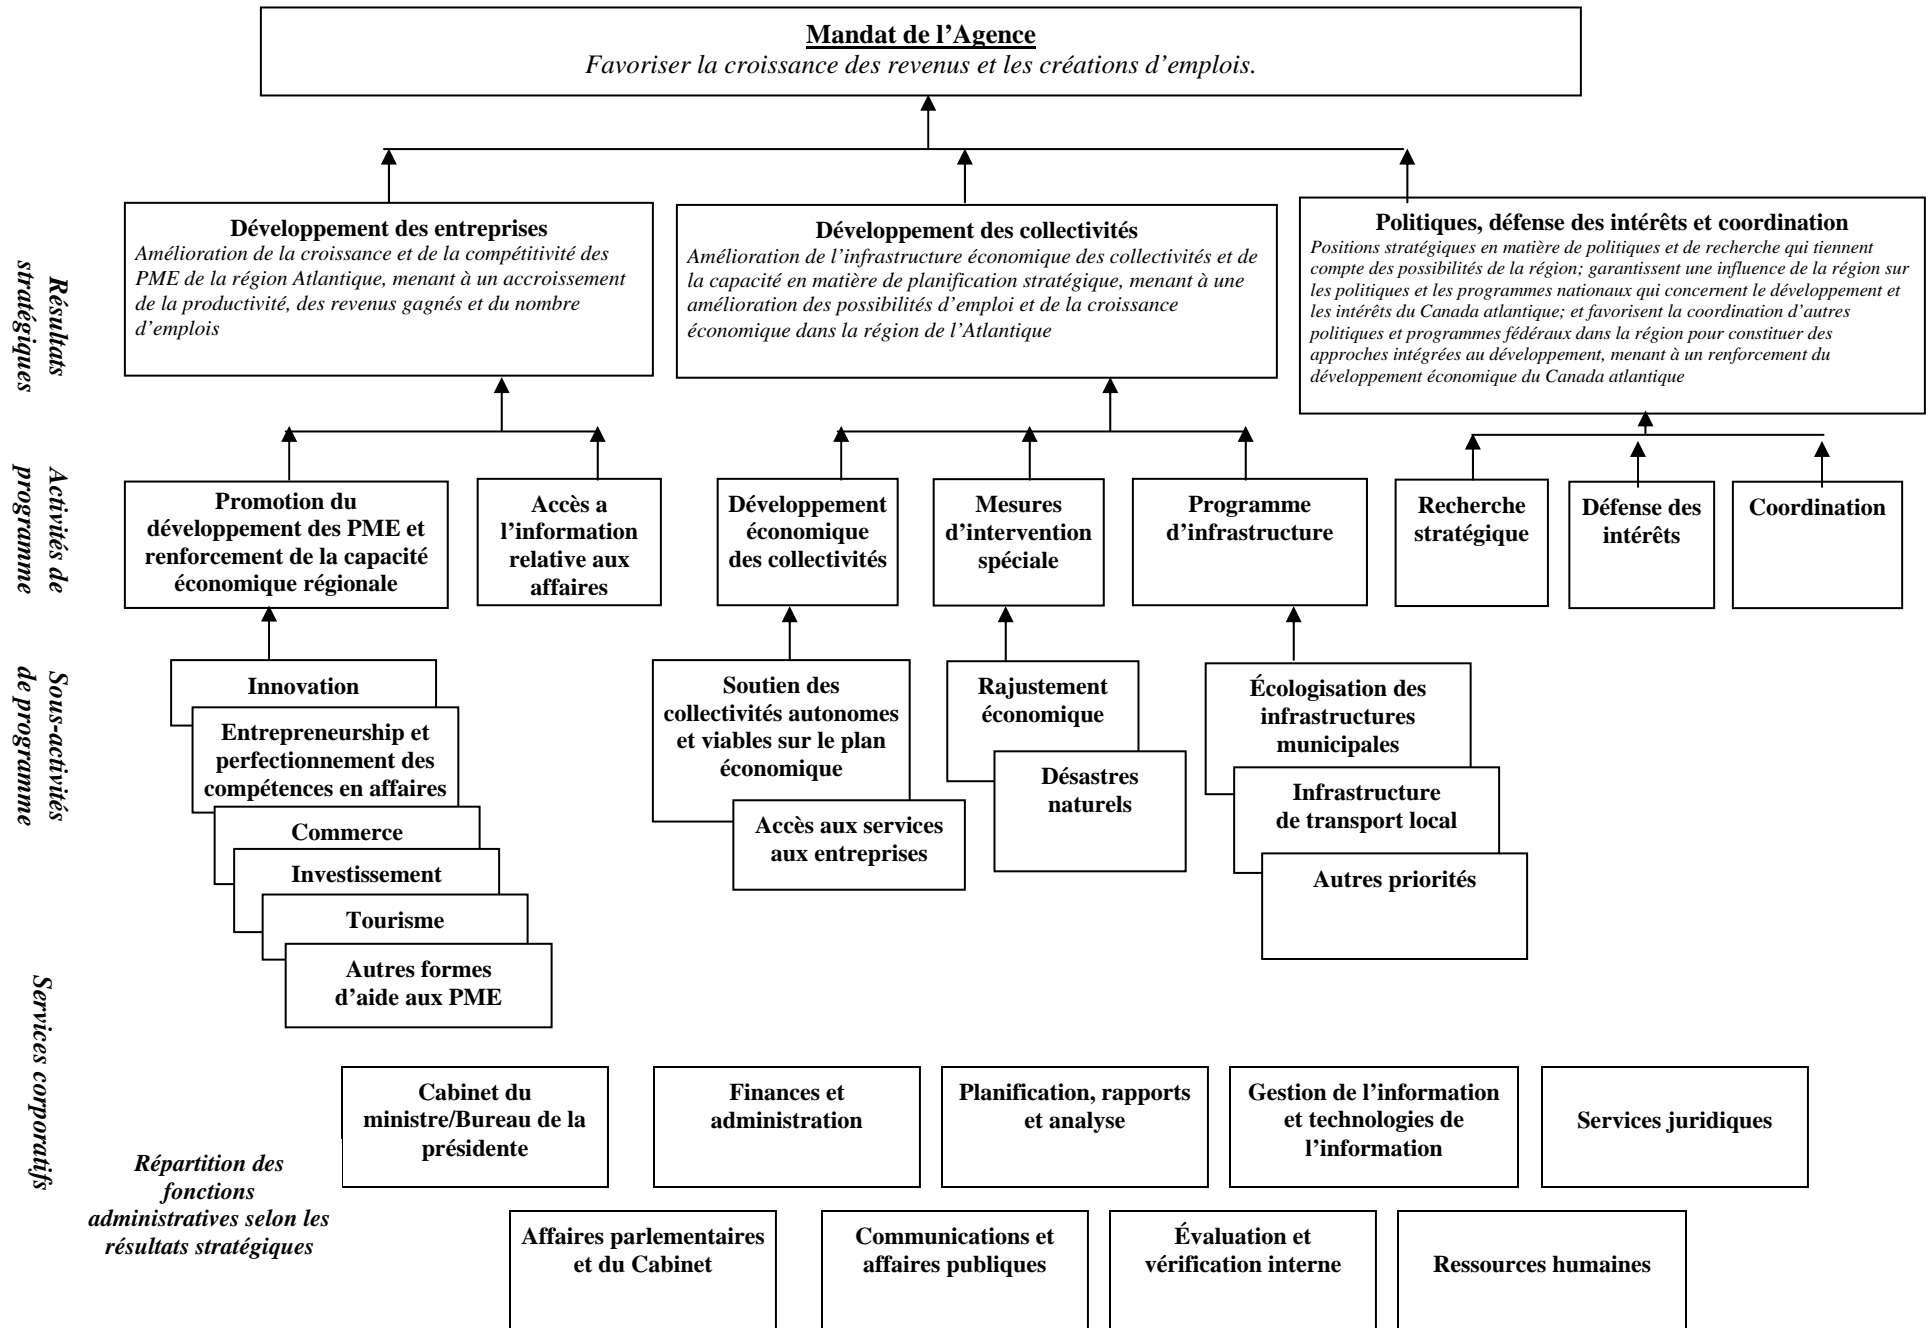 Mandat de l’Agence
Favoriser la croissance des revenus et les créations d’emplois.
Résultats
stratégiques
Développement des entreprises
Amélioration de la croissance et de la compétitivité des
PME de la région Atlantique, menant à un accroissement
de la productivité, des revenus gagnés et du nombre
d’emplois
Développement des collectivités
Amélioration de l’infrastructure économique des collectivités et de
la capacité en matière de planification stratégique, menant à une
amélioration des possibilités d’emploi et de la croissance
économique dans la région de l’Atlantique
Politiques, défense des intérêts et coordination
Positions stratégiques en matière de politiques et de recherche qui tiennent
compte des possibilités de la région; garantissent une influence de la région sur
les politiques et les programmes nationaux qui concernent le développement et
les intérêts du Canada atlantique; et favorisent la coordination d’autres
politiques et programmes fédéraux dans la région pour constituer des
approches intégrées au développement, menant à un renforcement du
développement économique du Canada atlantique
Activités de
programme
Promotion du
développement des PME et
renforcement de la capacité
économique régionale
Accès a
l’information
relative aux
affaires
Développement
économique
des collectivités
Mesures
d’intervention
spéciale
Programme
d’infrastructure
Recherche
stratégique
Défense des
intérêts
Coordination
Sous-activités
de programme
Innovation
Entrepreneurship et
perfectionnement des
compétences en affaires
Commerce
Investissement
Tourisme
Autres formes
d’aide aux PME
Soutien des
collectivités autonomes
et viables sur le plan
économique
Accès aux services
aux entreprises
Rajustement
économique
Désastres
naturels
Écologisation des
infrastructures
municipales
Infrastructure
de transport local
Autres priorités
Services corporatifs
Répartition des
fonctions
administratives selon les
résultats stratégiques
Cabinet du
ministre/Bureau de la
présidente
Finances et
administration
Planification, rapports
et analyse
Gestion de l’information
et technologies de
l’information
Services juridiques
Affaires parlementaires
et du Cabinet
Communications et
affaires publiques
Évaluation et
vérification interne
Ressources humaines